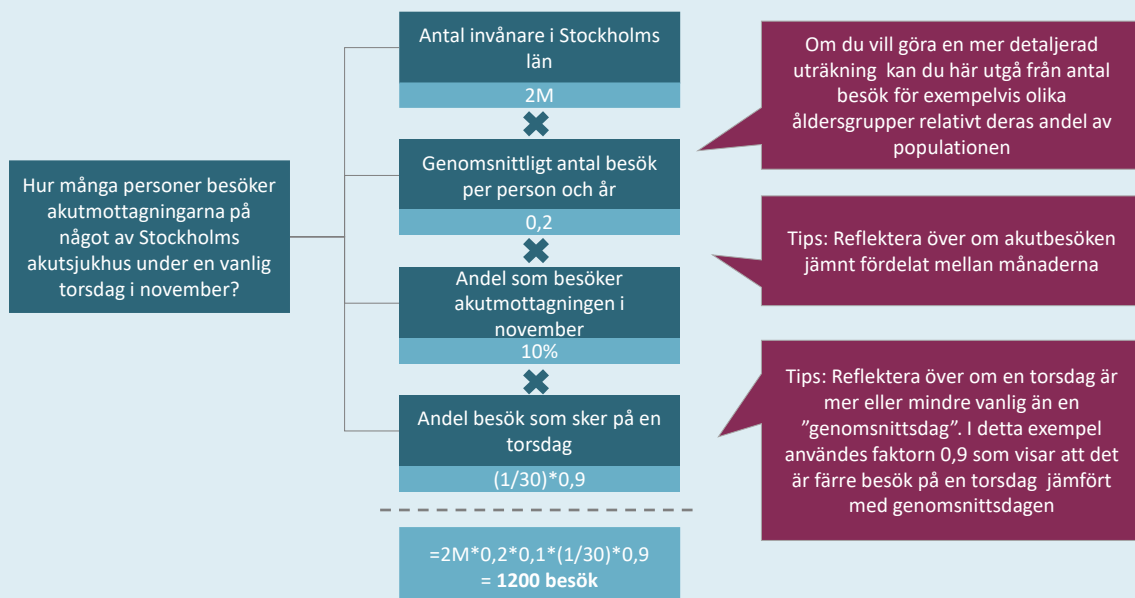 Hur många personer besöker
akutmottagningarna på
något av Stockholms
akutsjukhus under en vanlig
torsdag i november?
Antal invånare i Stockholms
län
2M
Genomsnittligt antal besök
per person och år
0,2
Andel som besöker
akutmottagningen i
november
10%
Andel besök som sker på en
torsdag
(1/30)*0,9
=2M*0,2*0,1*(1/30)*0,9
= 1200 besök
Om du vill göra en mer detaljerad
uträkning kan du här utgå från antal
besök för exempelvis olika
åldersgrupper relativt deras andel av
populationen
Tips: Reflektera över om akutbesöken
jämnt fördelat mellan månaderna
Tips: Reflektera över om en torsdag är
mer eller mindre vanlig än en
”genomsnittsdag”. I detta exempel
användes faktorn 0,9 som visar att det
är färre besök på en torsdag jämfört
med genomsnittsdagen